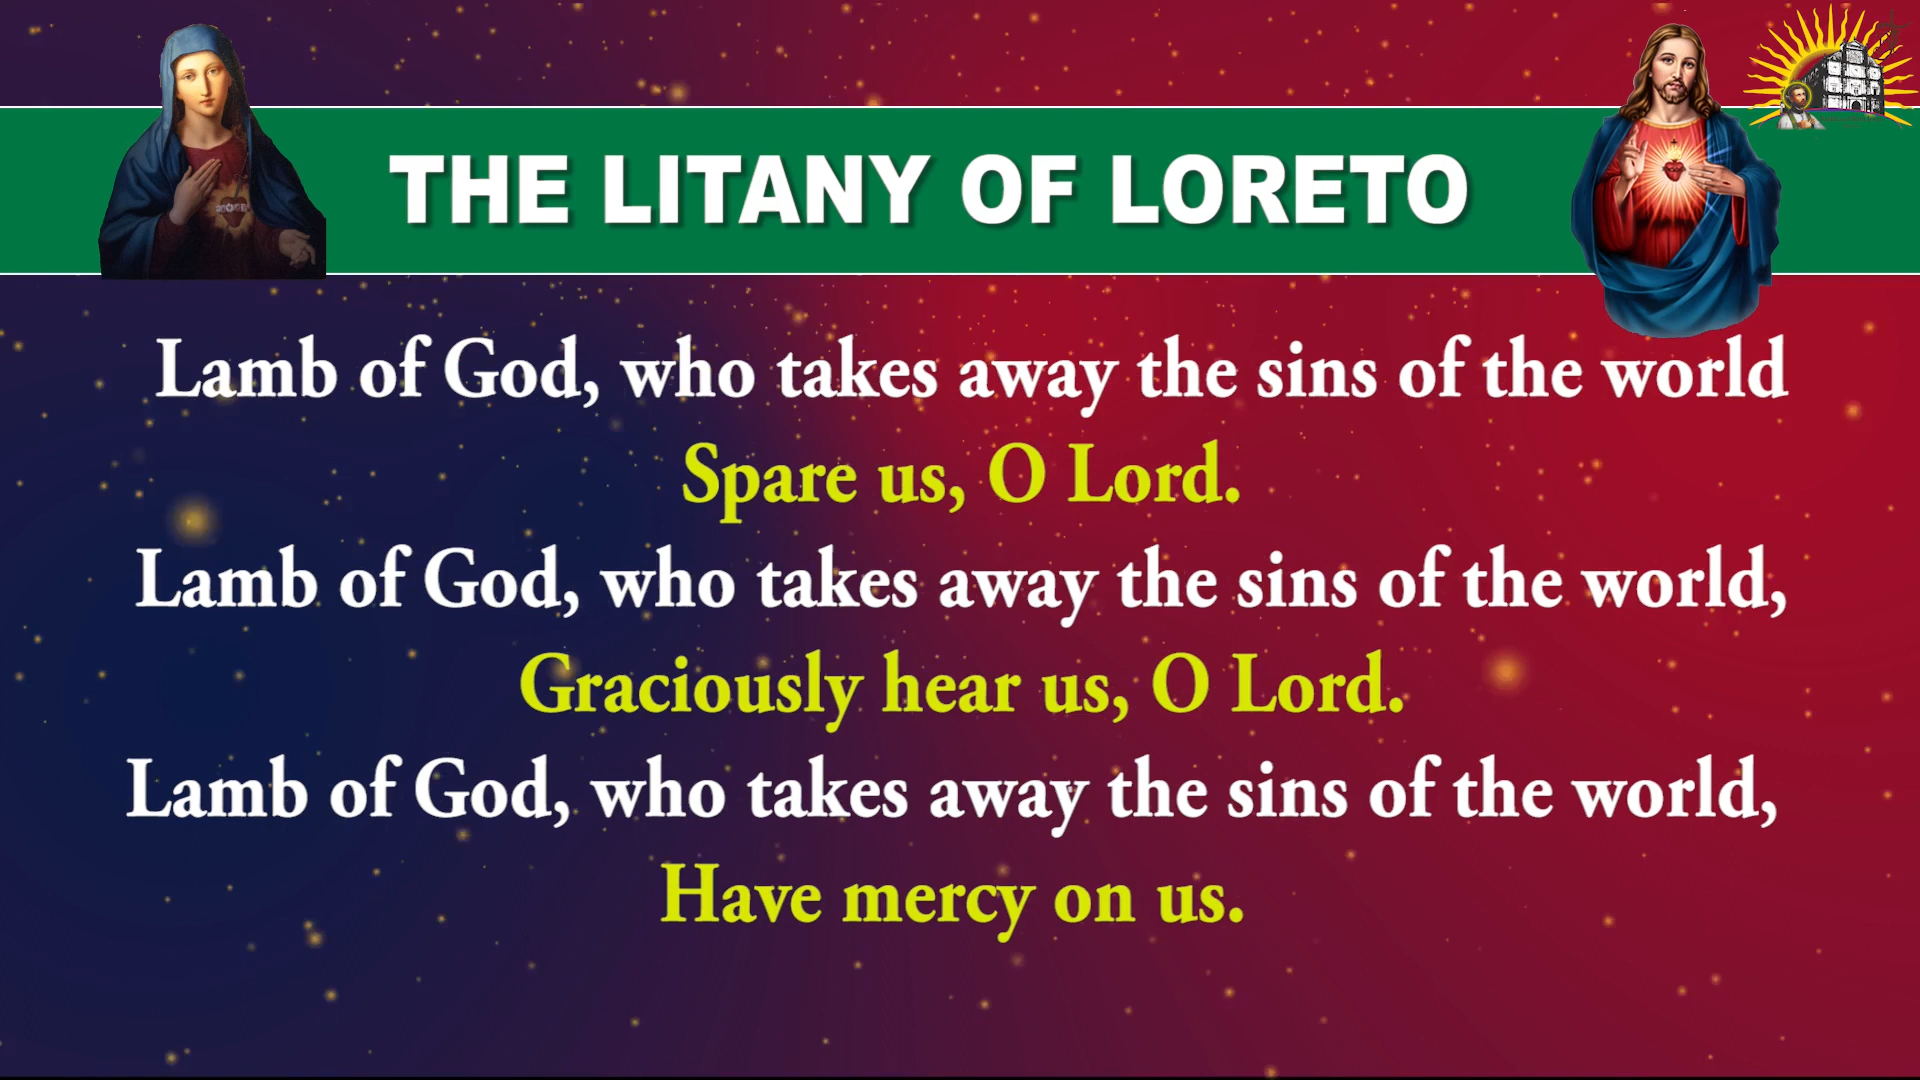 THE LITANY OF LORETO
Lamb of God, who takes away the sins of the world
Spare us, O Lord.
Lamb of God, who takes away the sins of the world,
Graciously hear us, O Lord.
Lamb of God, who takes away the sins of the world,
Have mercy on us.